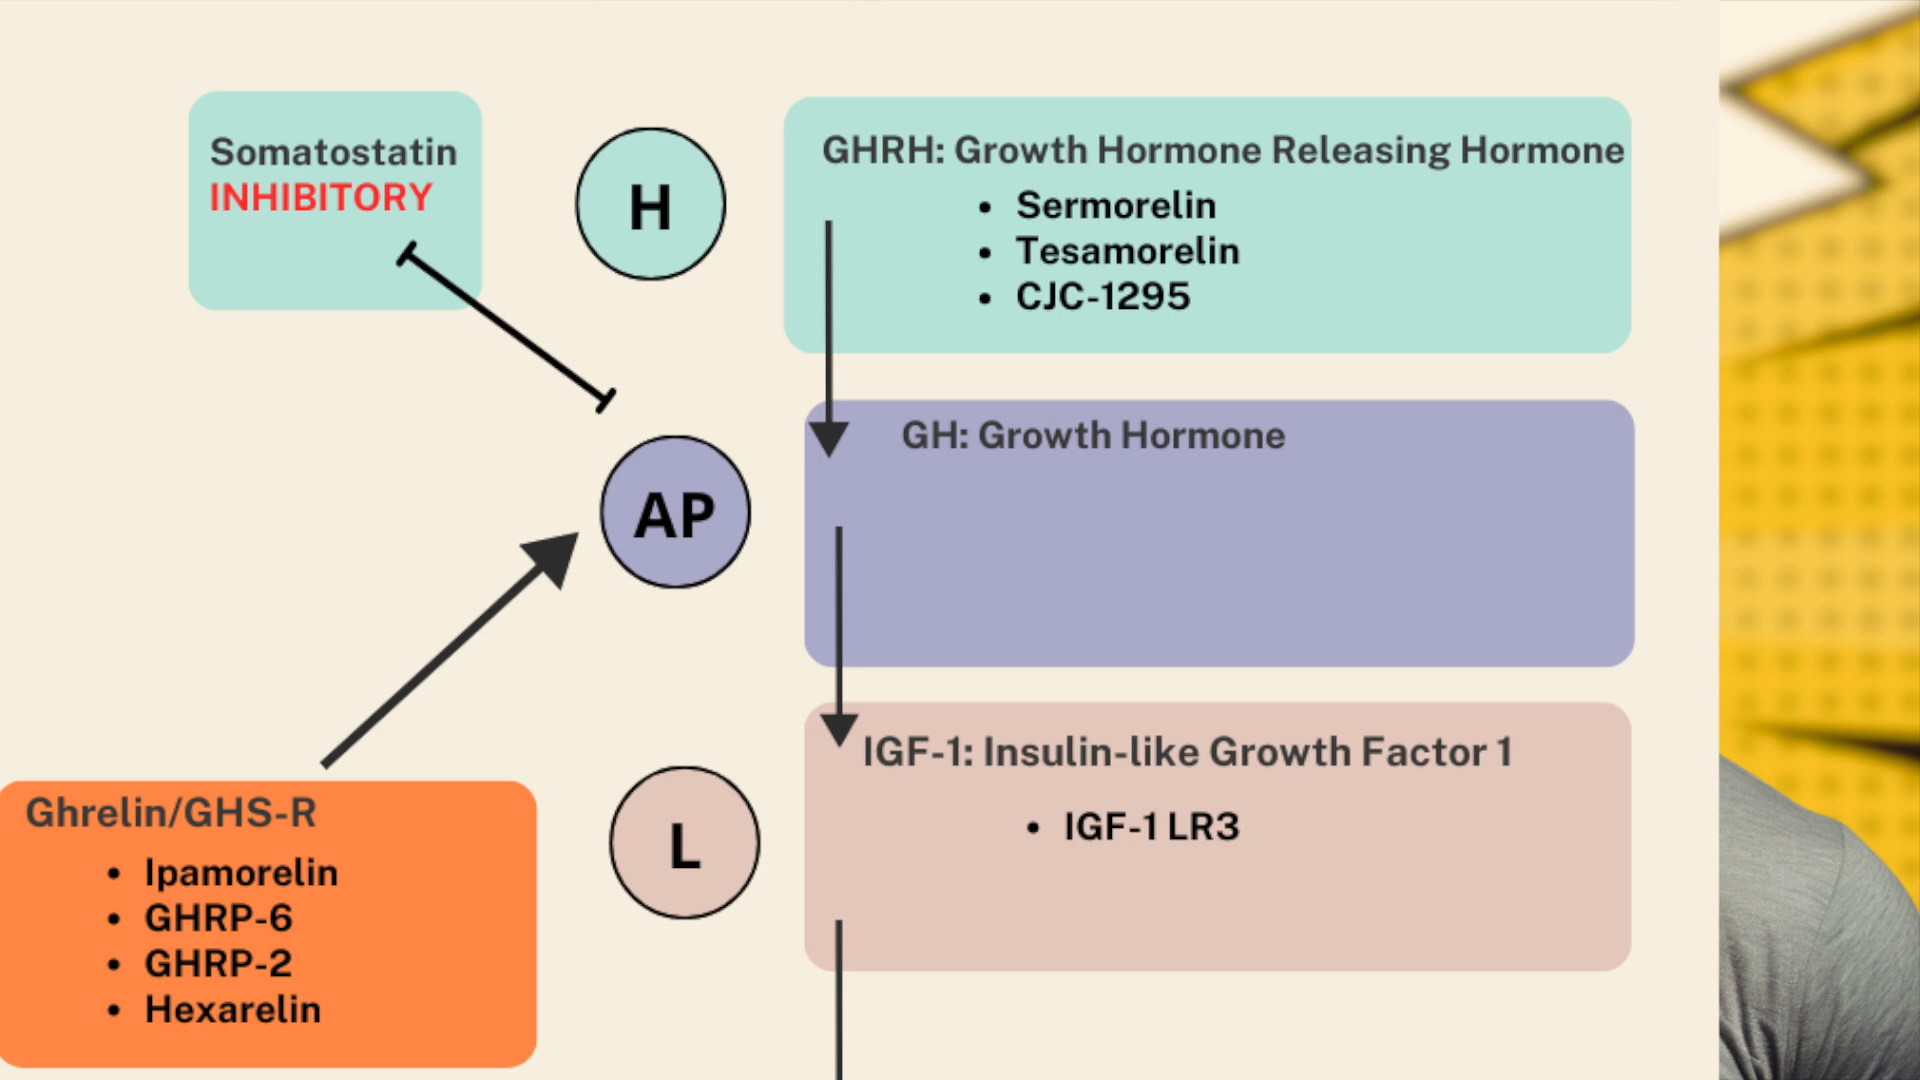 Somatostatin
INHIBITORY
H
GHRH: Growth Hormone Releasing Hormone
• Sermorelin
• Tesamorelin
• CJC-1295
AP
GH: Growth Hormone
L
IGF-1: Insulin-like Growth Factor 1
• IGF-1 LR3
Ghrelin/GHS-R
• Ipamorelin
• GHRP-6
• GHRP-2
• Hexarelin